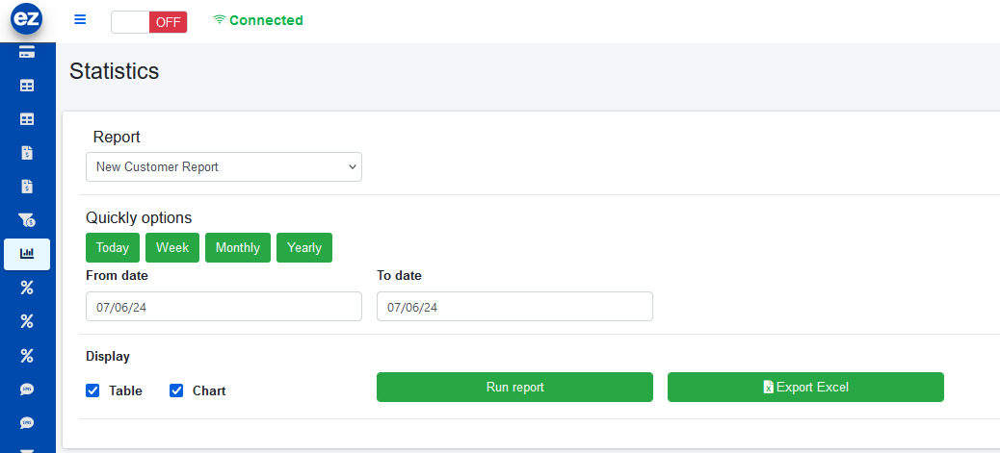 ez
OFF
Connected
Statistics
Report
New Customer Report
Quickly options
Today Week Monthly Yearly
From date To date
07/06/24 07/06/24
Display
Table Chart Run report Export Excel